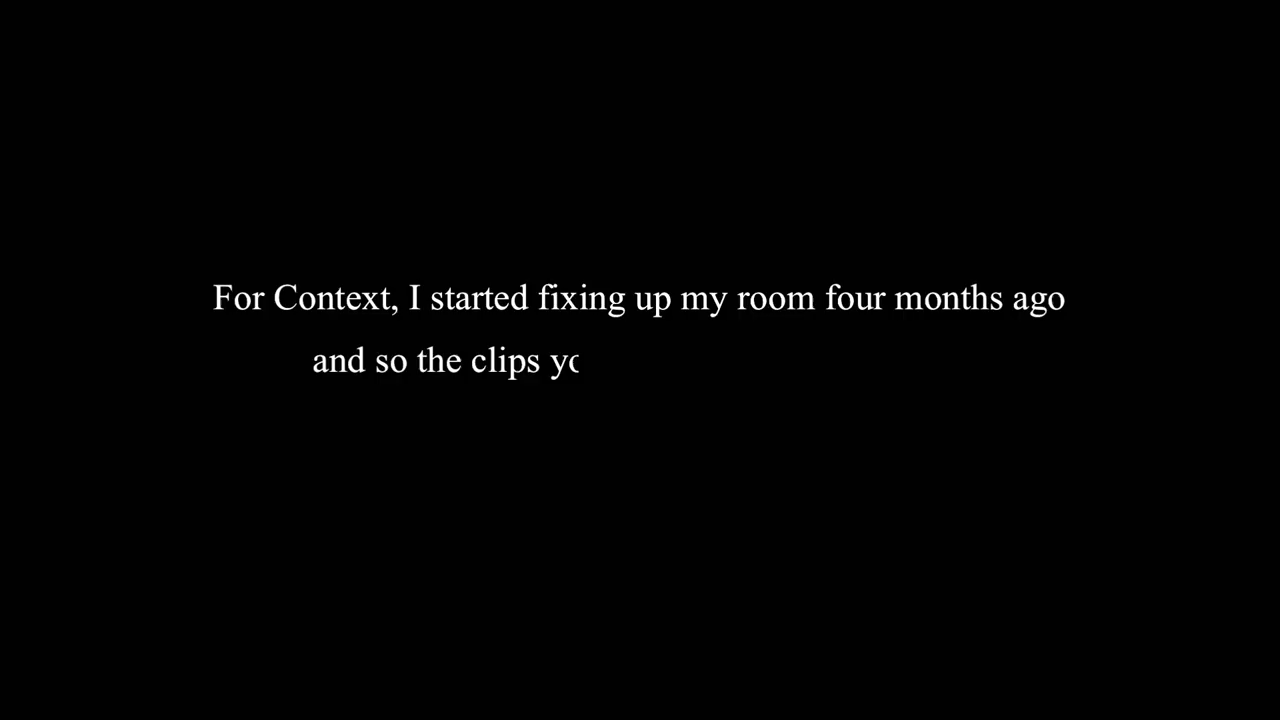 For Context, I started fixing up my room four months ago
and so the clips